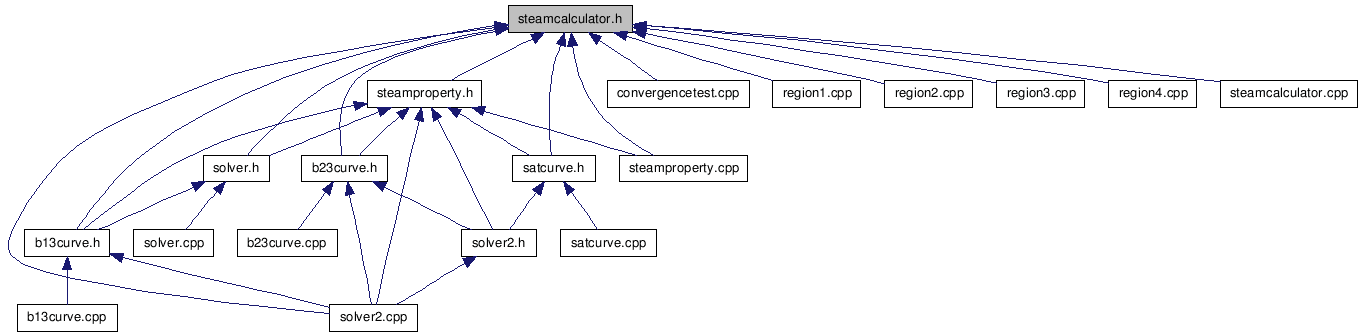 steamcalculator.h
steamproperty.h
convergencetest.cpp
region1.cpp
region2.cpp
region3.cpp
region4.cpp
steamcalculator.cpp
solver.h
b23curve.h
satcurve.h
steamproperty.cpp
b13curve.h
solver.cpp
b23curve.cpp
solver2.h
satcurve.cpp
b13curve.cpp
solver2.cpp